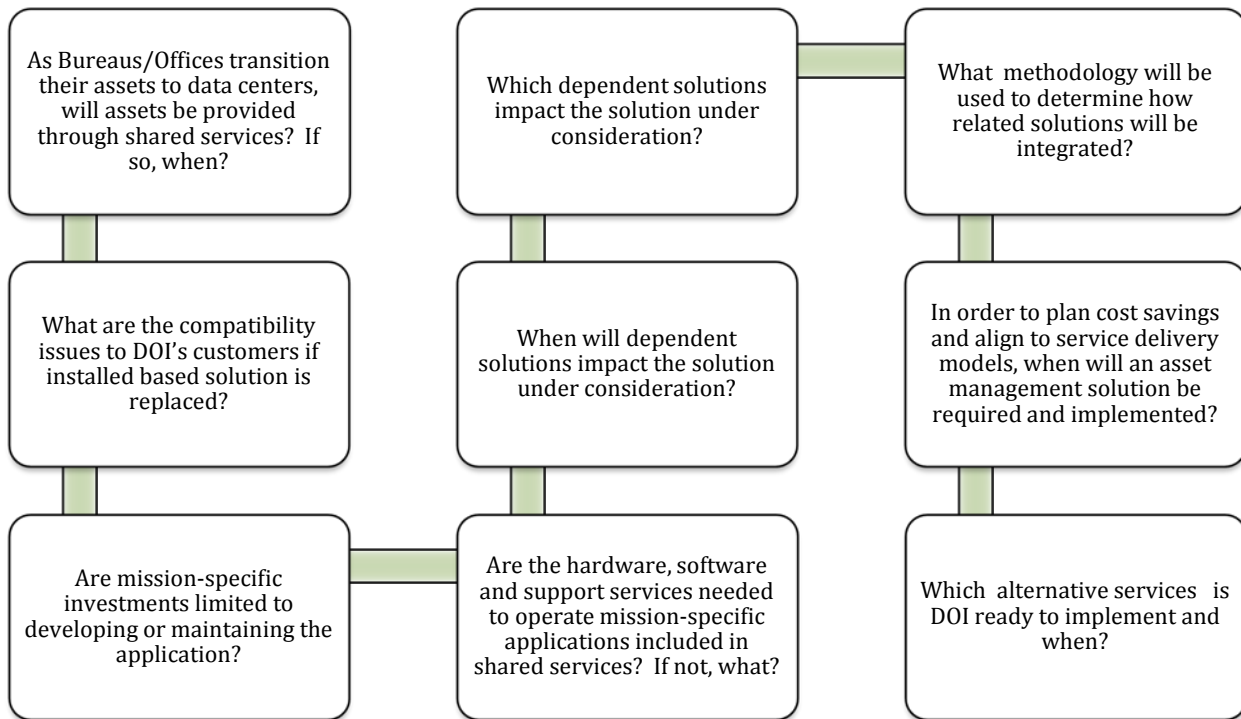 As Bureaus/Offices transition
their assets to data centers,
will assets be provided
through shared services?  If
so, when?
What are the compatibility
issues to DOI's customers if
installed based solution is
replaced?
Are mission-specific
investments limited to
developing or maintaining the
application?
Are the hardware, software
and support services needed
to operate mission-specific
applications included in
shared services?  If not, what?
When will dependent
solutions impact the solution
under consideration?
Which dependent solutions
impact the solution under
consideration?
What  methodology will be
used to determine how
related solutions will be
integrated?
In order to plan cost savings
and align to service delivery
models, when will an asset
management solution be
required and implemented?
Which  alternative services   is
DOI ready to implement and
when?